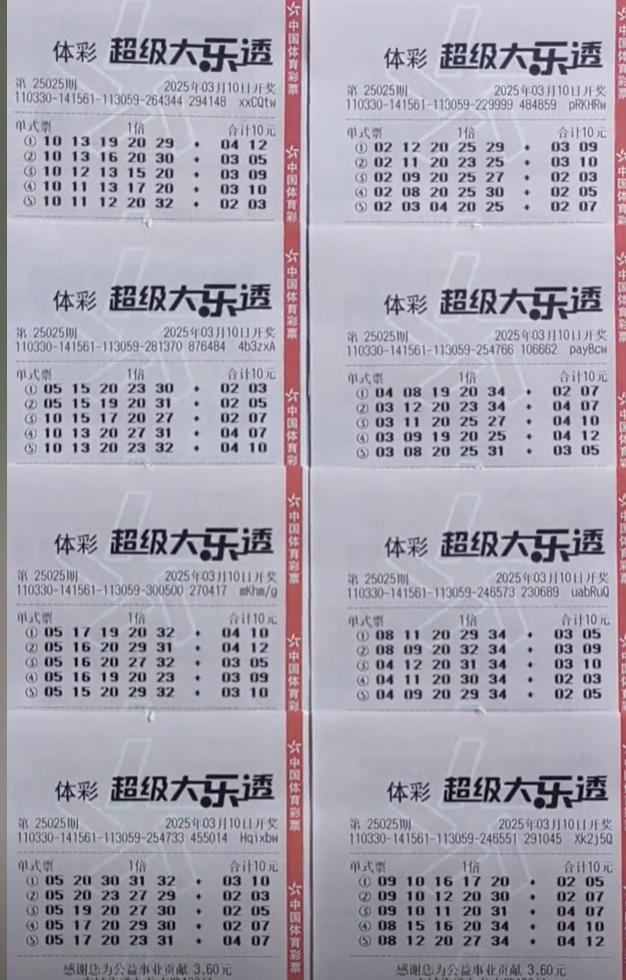 体彩 超级大乐透
第 25025期 2025年03月10日开奖
110330-141561-113059-264344 294148 xxCQtw
单式票 1倍 合计10元
① 10 13 19 20 29 + 04 12
② 10 13 16 20 30 + 03 05
③ 10 12 13 15 20 + 03 09
④ 10 11 13 17 20 + 03 10
⑤ 10 11 12 20 32 + 02 03
体彩 超级大乐透
第 25025期 2025年03月10日开奖
110330-141561-113059-229999 484859 pRKHRw
单式票 1倍 合计10元
① 02 12 20 25 29 + 03 09
② 02 11 20 23 25 + 03 10
③ 02 09 20 25 27 + 02 03
④ 02 08 20 25 30 + 02 05
⑤ 02 03 04 20 25 + 02 07
体彩 超级大乐透
第 25025期 2025年03月10日开奖
110330-141561-113059-281370 876484 4b3zxA
单式票 1倍 合计10元
① 05 15 20 23 30 + 02 03
② 05 15 19 20 31 + 02 05
③ 10 15 17 20 27 + 02 07
④ 10 13 20 27 31 + 04 07
⑤ 10 13 20 23 32 + 04 10
体彩 超级大乐透
第 25025期 2025年03月10日开奖
110330-141561-113059-254766 106662 payBcw
单式票 1倍 合计10元
① 04 08 19 20 34 + 02 07
② 03 12 20 23 34 + 04 07
③ 03 11 20 25 27 + 04 10
④ 03 09 19 20 25 + 04 12
⑤ 03 08 20 25 31 + 03 05
体彩 超级大乐透
第 25025期 2025年03月10日开奖
110330-141561-113059-300500 270417 mKhm/g
单式票 1倍 合计10元
① 05 17 19 20 32 + 04 10
② 05 16 20 29 31 + 04 12
③ 05 16 20 27 32 + 03 05
④ 05 16 19 20 23 + 03 09
⑤ 05 15 20 29 32 + 03 10
体彩 超级大乐透
第 25025期 2025年03月10日开奖
110330-141561-113059-246573 230689 uabRuQ
单式票 1倍 合计10元
① 08 11 20 29 34 + 03 05
② 08 09 20 32 34 + 03 09
③ 04 12 20 31 34 + 03 10
④ 04 11 20 30 34 + 02 03
⑤ 04 09 20 29 34 + 02 05
体彩 超级大乐透
第 25025期 2025年03月10日开奖
110330-141561-113059-254733 455014 Hqixbw
单式票 1倍 合计10元
① 05 20 30 31 32 + 03 10
② 05 20 23 27 29 + 02 03
③ 05 19 20 27 30 + 02 05
④ 05 17 20 29 30 + 02 07
⑤ 05 17 20 23 31 + 04 07
感谢您为公益事业贡献 3.60元
体彩 超级大乐透
第 25025期 2025年03月10日开奖
110330-141561-113059-246551 291045 Xk2j5Q
单式票 1倍 合计10元
① 09 10 16 17 20 + 02 05
② 09 10 12 20 30 + 02 07
③ 09 10 11 20 31 + 04 07
④ 08 15 16 20 34 + 04 10
⑤ 08 12 20 27 34 + 04 12
感谢您为公益事业贡献 3.60元
中国体育彩票
中国体育彩票
中国体育彩票
中国体育彩票
中国体育彩票
中国体育彩票
中国体育彩票